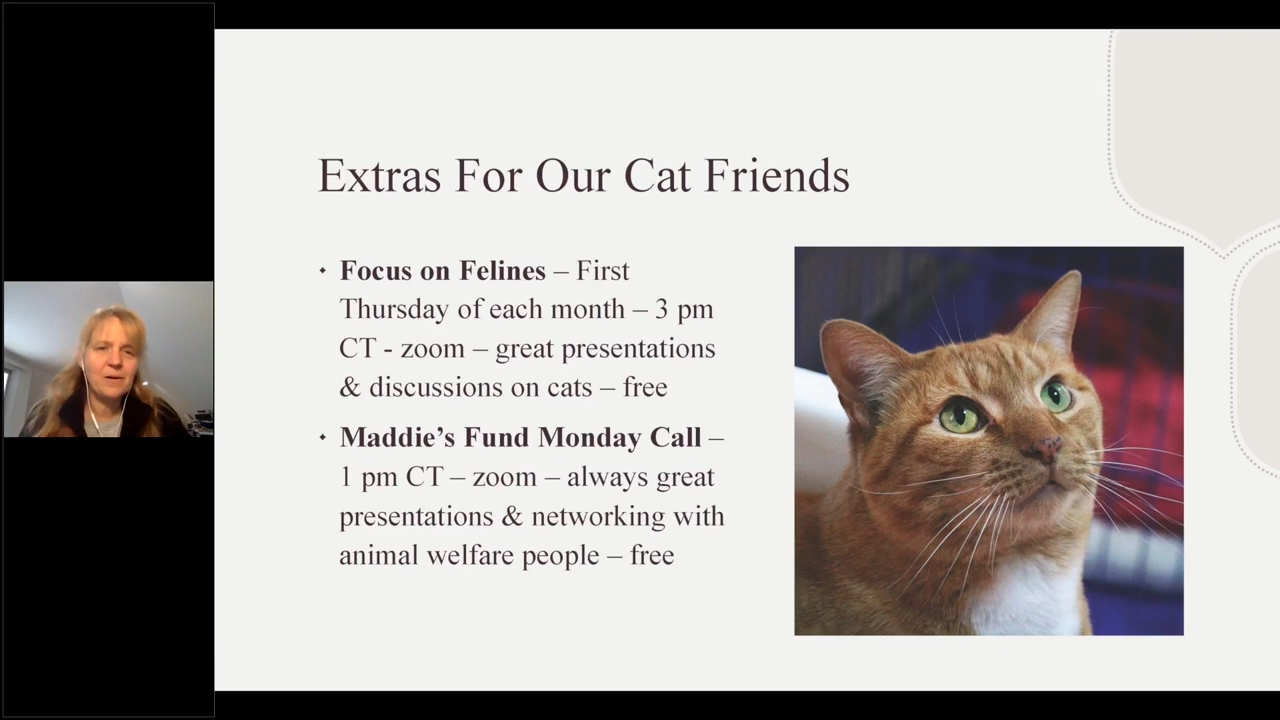 Extras For Our Cat Friends
Focus on Felines – First
Thursday of each month – 3 pm
CT - zoom – great presentations
& discussions on cats – free
Maddie’s Fund Monday Call –
1 pm CT – zoom – always great
presentations & networking with
animal welfare people – free